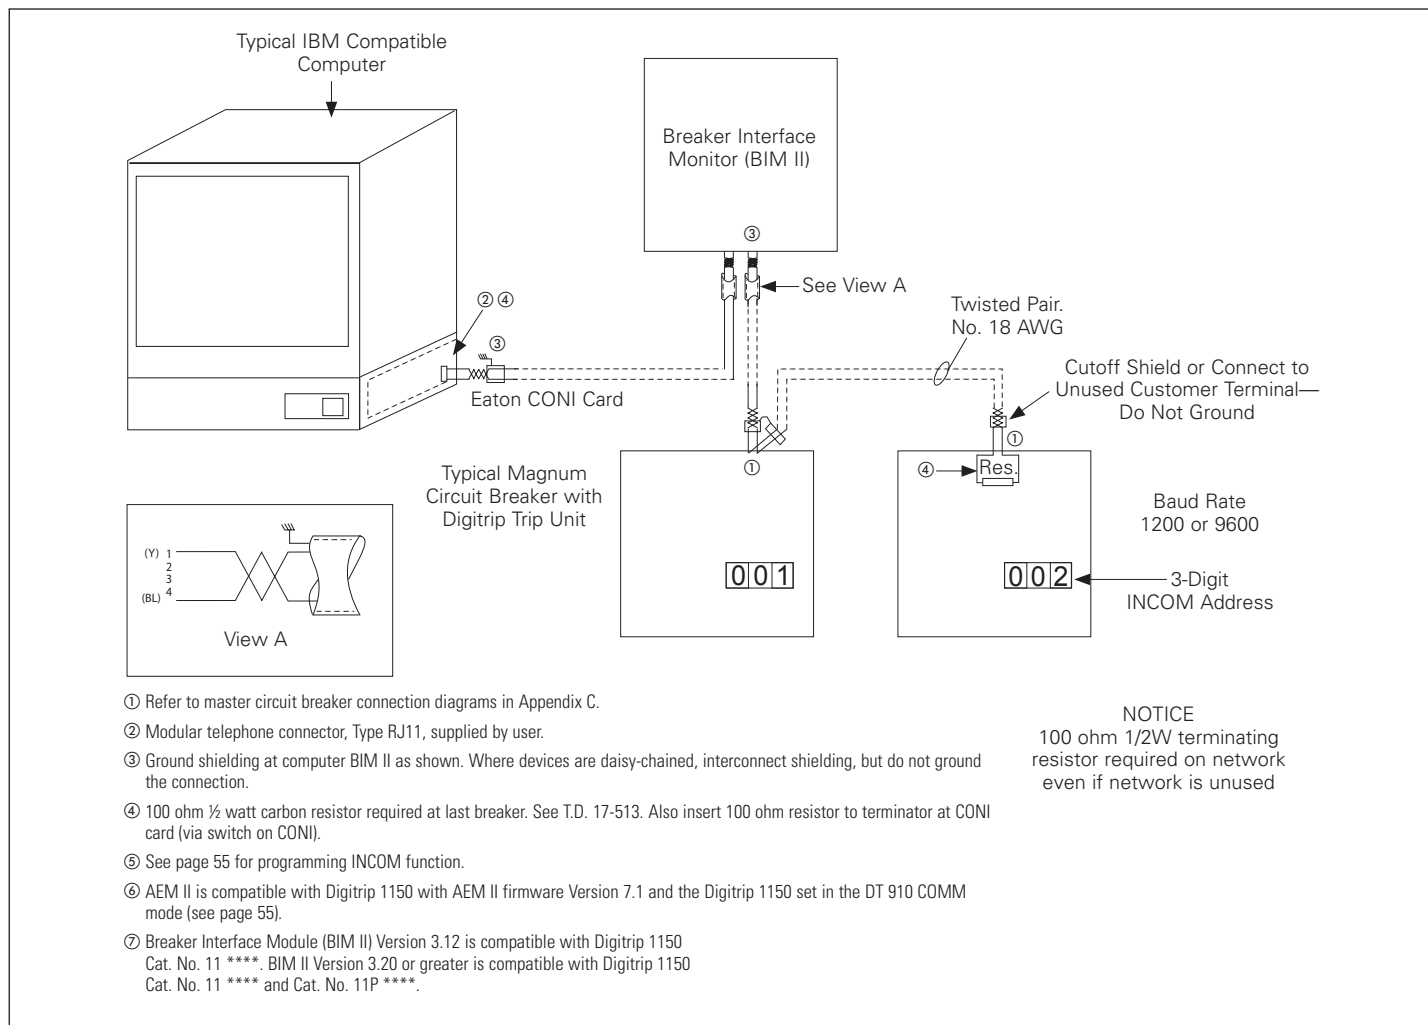 Typical IBM Compatible
Computer
Breaker Interface
Monitor (BIM II)
③
See View A
② ④
③
Eaton CONI Card
Twisted Pair.
No. 18 AWG
Cutoff Shield or Connect to
Unused Customer Terminal—
Do Not Ground
①
①
④
Res.
Typical Magnum
Circuit Breaker with
Digitrip Trip Unit
Baud Rate
1200 or 9600
001
002
3-Digit
INCOM Address
(Y) 1
2
3
(BL) 4
View A
① Refer to master circuit breaker connection diagrams in Appendix C.
② Modular telephone connector, Type RJ11, supplied by user.
③ Ground shielding at computer BIM II as shown. Where devices are daisy-chained, interconnect shielding, but do not ground
the connection.
④ 100 ohm ½ watt carbon resistor required at last breaker. See T.D. 17-513. Also insert 100 ohm resistor to terminator at CONI
card (via switch on CONI).
⑤ See page 55 for programming INCOM function.
⑥ AEM II is compatible with Digitrip 1150 with AEM II firmware Version 7.1 and the Digitrip 1150 set in the DT 910 COMM
mode (see page 55).
⑦ Breaker Interface Module (BIM II) Version 3.12 is compatible with Digitrip 1150
Cat. No. 11 ****. BIM II Version 3.20 or greater is compatible with Digitrip 1150
Cat. No. 11 **** and Cat. No. 11P ****.
NOTICE
100 ohm 1/2W terminating
resistor required on network
even if network is unused